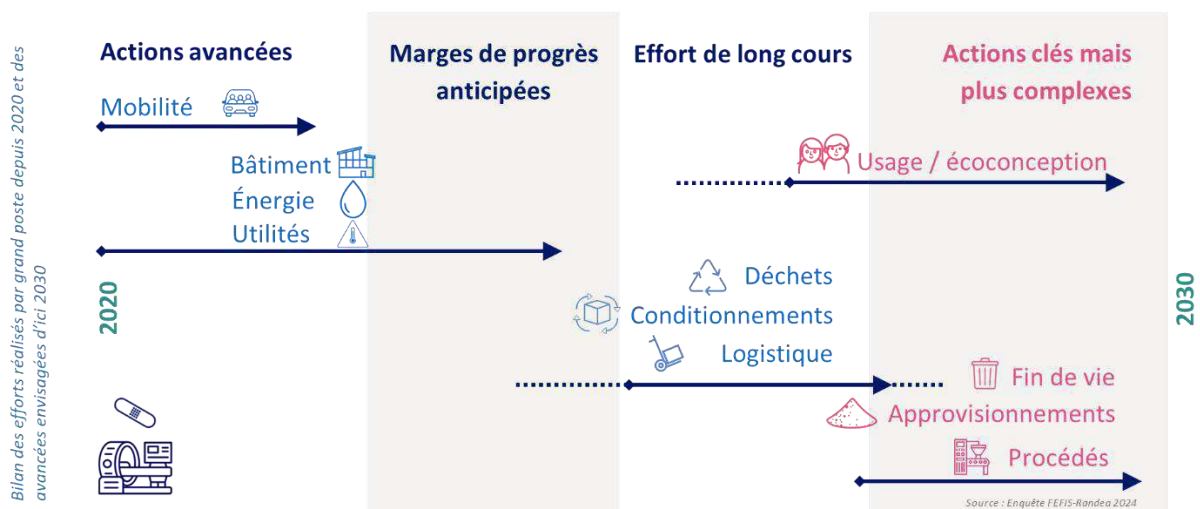 Bilan des efforts réalisés par grand poste depuis 2020 et des
avancées envisagées d'ici 2030
Actions avancées
Marges de progrès
anticipées
Effort de long cours
Actions clés mais
plus complexes
Mobilité
Bâtiment
Énergie
Utilités
Usage / écoconception
2020
2030
Déchets
Conditionnements
Logistique
Fin de vie
Approvisionnements
Procédés
Source : Enquête FEFIS-Randea 2024